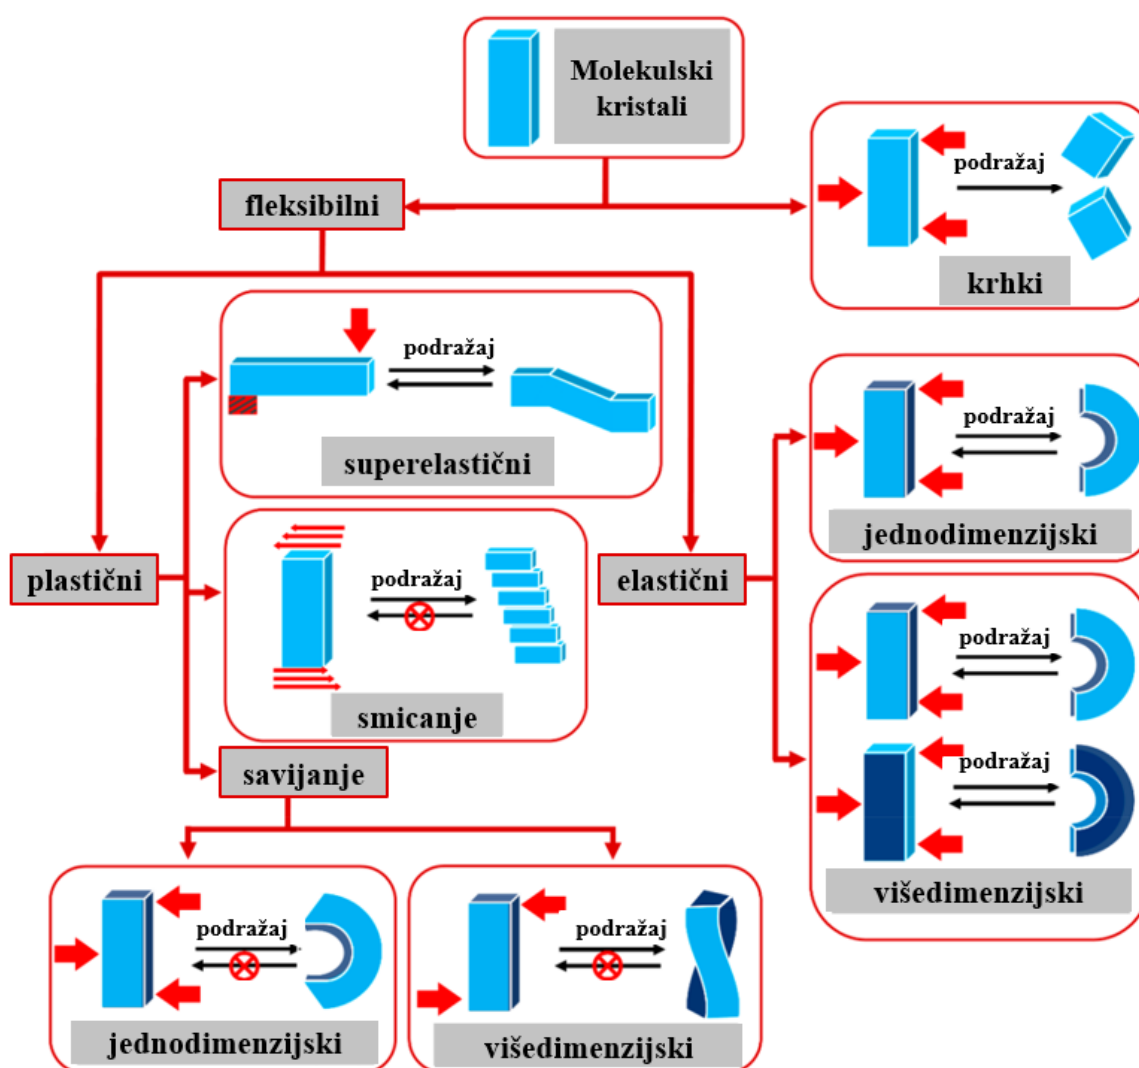 Molekulski
kristali
podražaj
krhki
fleksibilni
podražaj
superelastični
podražaj
jednodimenzijski
plastični
podražaj
smicanje
elastični
podražaj
podražaj
višedimenzijski
savijanje
podražaj
jednodimenzijski
podražaj
višedimenzijski